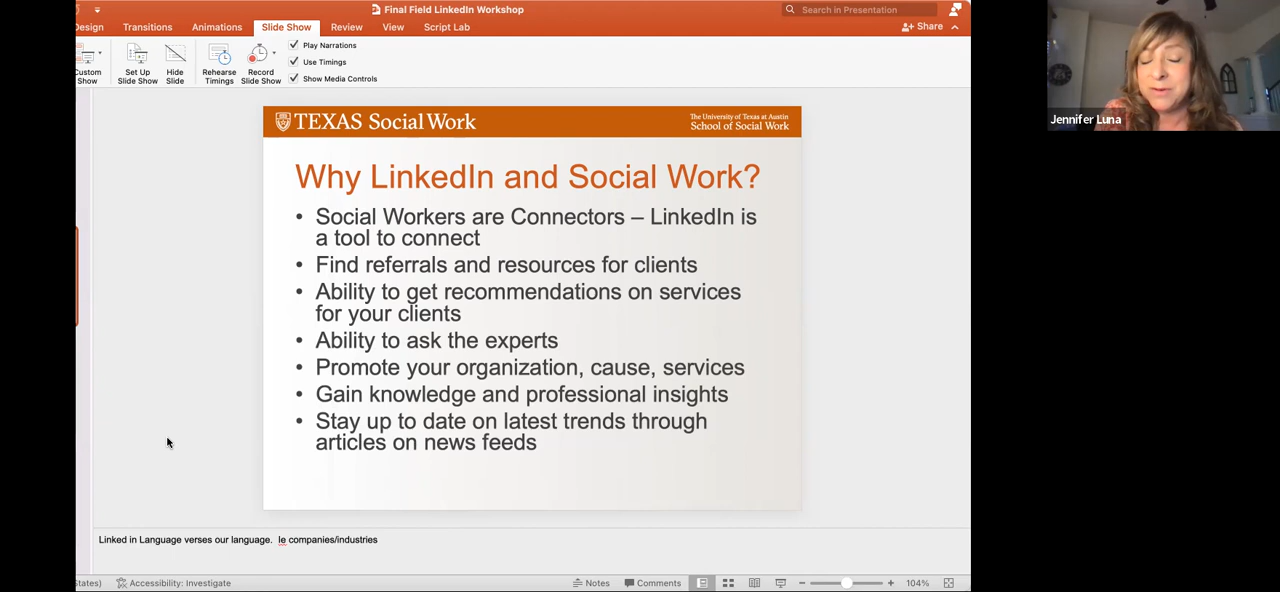 Final Field LinkedIn Workshop
Search in Presentation
Design Transitions Animations Slide Show Review View Script Lab
Share
Custom Show
Set Up Slide Show
Hide Slide
Rehearse Timings
Record Slide Show
Play Narrations
Use Timings
Show Media Controls
Jennifer Luna
TEXAS Social Work
The University of Texas at Austin
School of Social Work
Why LinkedIn and Social Work?
• Social Workers are Connectors – LinkedIn is
a tool to connect
• Find referrals and resources for clients
• Ability to get recommendations on services
for your clients
• Ability to ask the experts
• Promote your organization, cause, services
• Gain knowledge and professional insights
• Stay up to date on latest trends through
articles on news feeds
Linked in Language verses our language. Ie companies/industries
States) Accessibility: Investigate
Notes Comments
104%